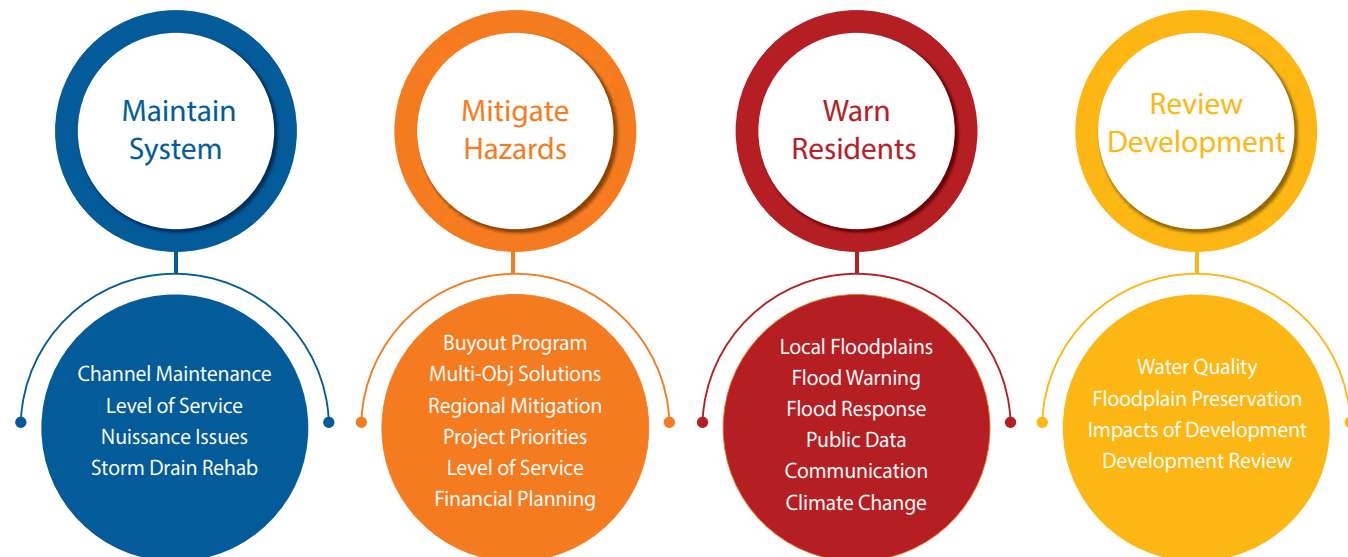 Maintain
System
Mitigate
Hazards
Warn
Residents
Review
Development
Channel Maintenance
Level of Service
Nuissance Issues
Storm Drain Rehab
Buyout Program
Multi-Obj Solutions
Regional Mitigation
Project Priorities
Level of Service
Financial Planning
Local Floodplains
Flood Warning
Flood Response
Public Data
Communication
Climate Change
Water Quality
Floodplain Preservation
Impacts of Development
Development Review